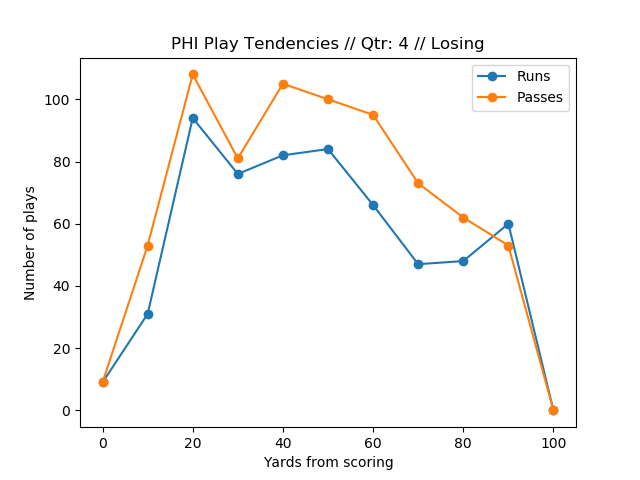 PHI Play Tendencies // Qtr: 4 // Losing
Runs
Passes
Number of plays
100
80
60
40
20
0
0 20 40 60 80 100
Yards from scoring